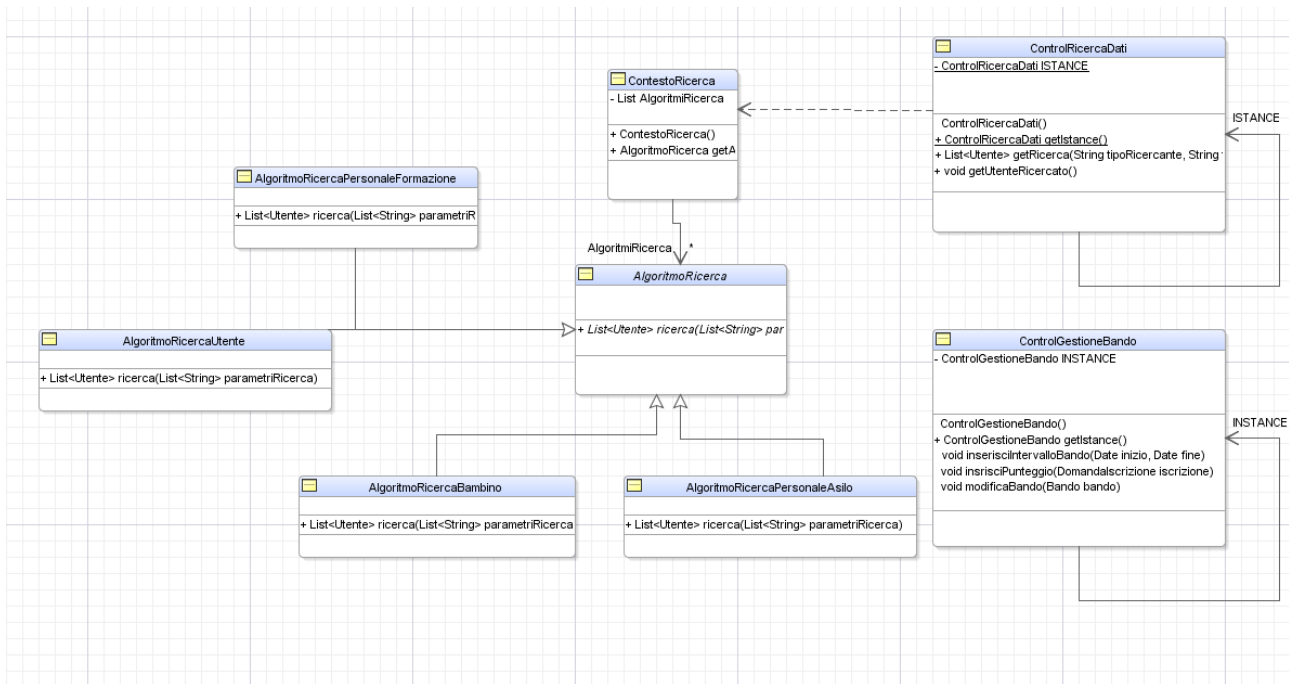 ContestoRicerca
- List AlgoritmiRicerca
+ ContestoRicerca()
+ AlgoritmoRicerca getA
ControlRicercaDati
- ControlRicercaDati ISTANCE
ControlRicercaDati()
+ ControlRicercaDati getIstance()
+ List<Utente> getRicerca(String tipoRicercante, String
+ void getUtenteRicercato()
ISTANCE
AlgoritmoRicercaPersonaleFormazione
+ List<Utente> ricerca(List<String> parametriR
AlgoritmiRicerca
*
AlgoritmoRicerca
+ List<Utente> ricerca(List<String> par
AlgoritmoRicercaUtente
+ List<Utente> ricerca(List<String> parametriRicerca)
ControlGestioneBando
- ControlGestioneBando INSTANCE
ControlGestioneBando()
+ ControlGestioneBando getIstance()
void inserisciIntervalloBando(Date inizio, Date fine)
void insrisciPunteggio(DomandaIscrizione iscrizione)
void modificaBando(Bando bando)
INSTANCE
AlgoritmoRicercaBambino
+ List<Utente> ricerca(List<String> parametriRicerca
AlgoritmoRicercaPersonaleAsilo
+ List<Utente> ricerca(List<String> parametriRicerca)